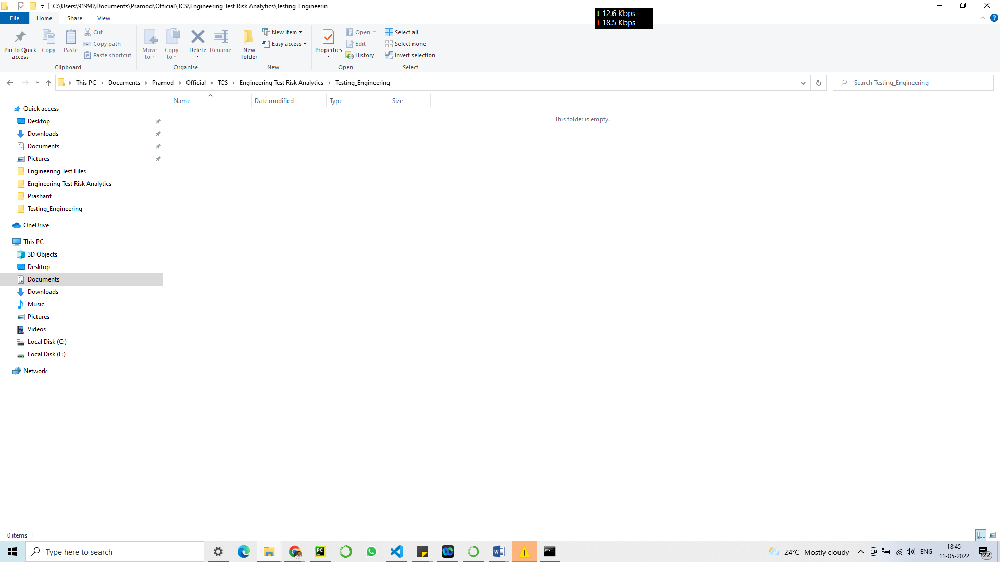 C:\Users\91998\Documents\Pramod\Official\TCS\Engineering Test Risk Analytics\Testing_Engineerin
↓ 12.6 Kbps
↑ 18.5 Kbps
File Home Share View
Pin to Quick access
Copy
Paste
Cut
Copy path
Paste shortcut
Clipboard
Move to
Copy to
Delete
Rename
Organise
New folder
New item
Easy access
New
Properties
Open
Edit
History
Open
Select all
Select none
Invert selection
Select
This PC › Documents › Pramod › Official › TCS › Engineering Test Risk Analytics › Testing_Engineering
Search Testing_Engineering
Name Date modified Type Size
This folder is empty.
Quick access
Desktop
Downloads
Documents
Pictures
Engineering Test Files
Engineering Test Risk Analytics
Prashant
Testing_Engineering
OneDrive
This PC
3D Objects
Desktop
Documents
Downloads
Music
Pictures
Videos
Local Disk (C:)
Local Disk (E:)
Network
0 items
Type here to search
PC
24°C Mostly cloudy
ENG
18:45
11-05-2022
22